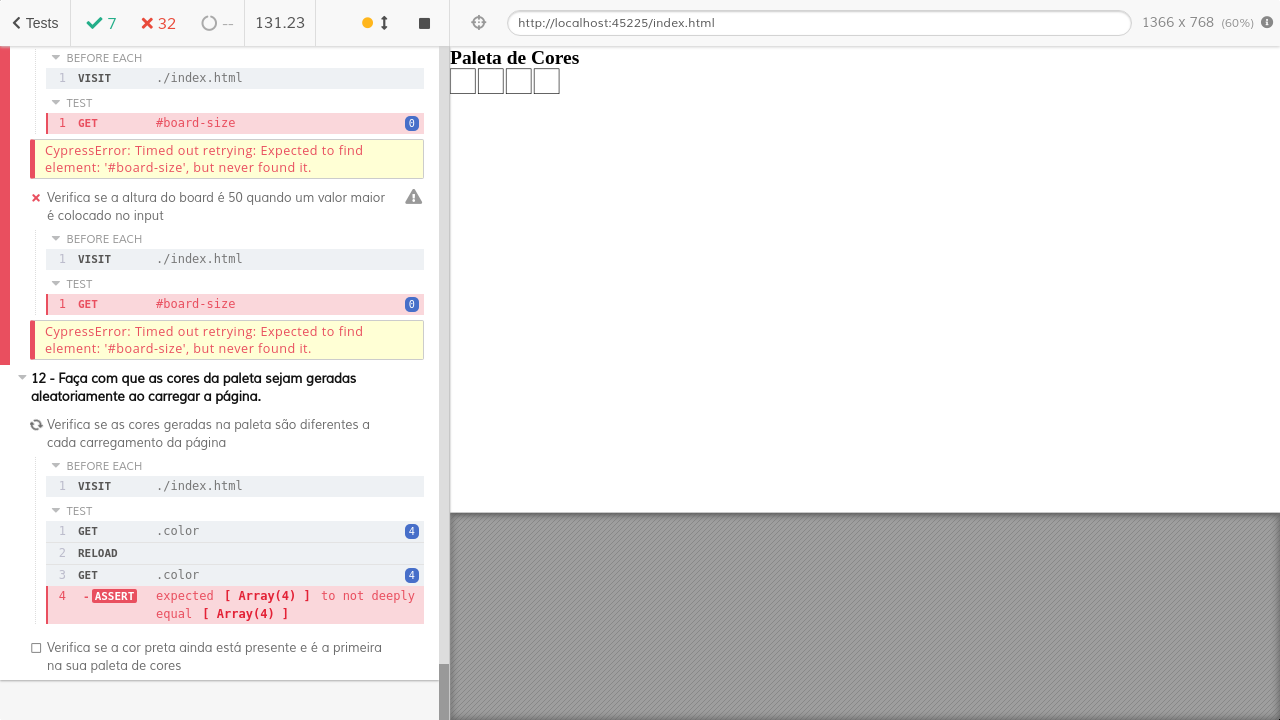 Tests
7
32
--
131.23
http://localhost:45225/index.html
1366 x 768 (60%)
BEFORE EACH
1 VISIT ./index.html
TEST
1 GET #board-size 0
CypressError: Timed out retrying: Expected to find
element: '#board-size', but never found it.
Verifica se a altura do board é 50 quando um valor maior
é colocado no input
BEFORE EACH
1 VISIT ./index.html
TEST
1 GET #board-size 0
CypressError: Timed out retrying: Expected to find
element: '#board-size', but never found it.
12 - Faça com que as cores da paleta sejam geradas
aleatoriamente ao carregar a página.
Verifica se as cores geradas na paleta são diferentes a
cada carregamento da página
BEFORE EACH
1 VISIT ./index.html
TEST
1 GET .color 4
2 RELOAD
3 GET .color 4
4 -ASSERT expected [ Array(4) ] to not deeply
equal [ Array(4) ]
Verifica se a cor preta ainda está presente e é a primeira
na sua paleta de cores
Paleta de Cores